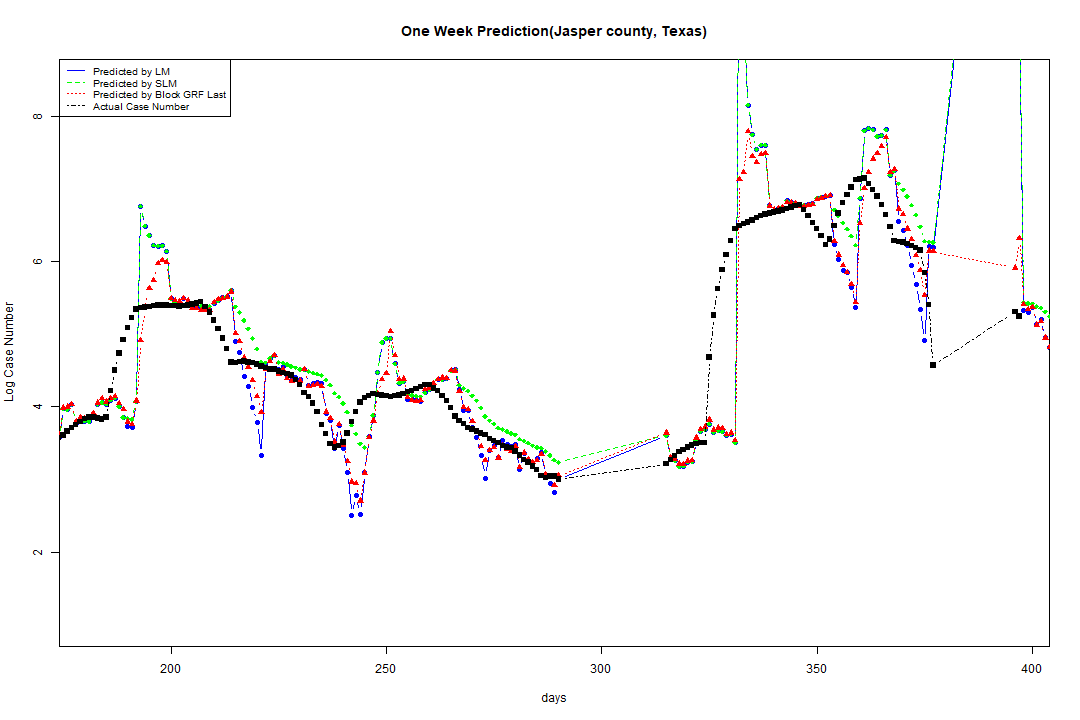 One Week Prediction(Jasper county, Texas)
Predicted by LM
Predicted by SLM
Predicted by Block GRF Last
Actual Case Number
8
6
4
2
Log Case Number
200
250
300
350
400
days